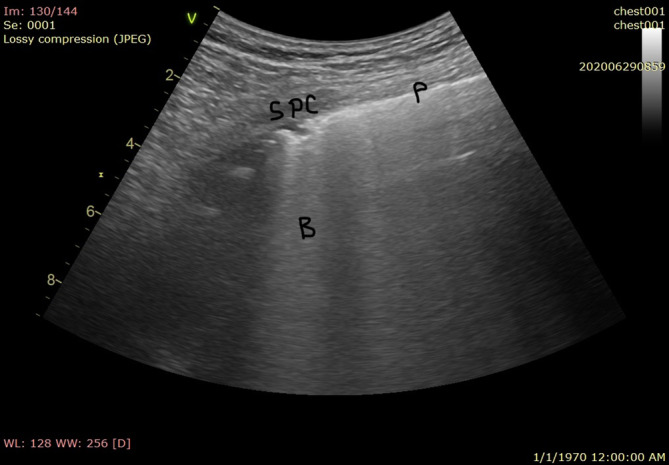 Im: 130/144
Se: 0001
Lossy compression (JPEG)
V
chest001
chest001
202006290859
2
4
6
8
SPC
P
B
WL: 128 WW: 256 [D]
1/1/1970 12:00:00 AM